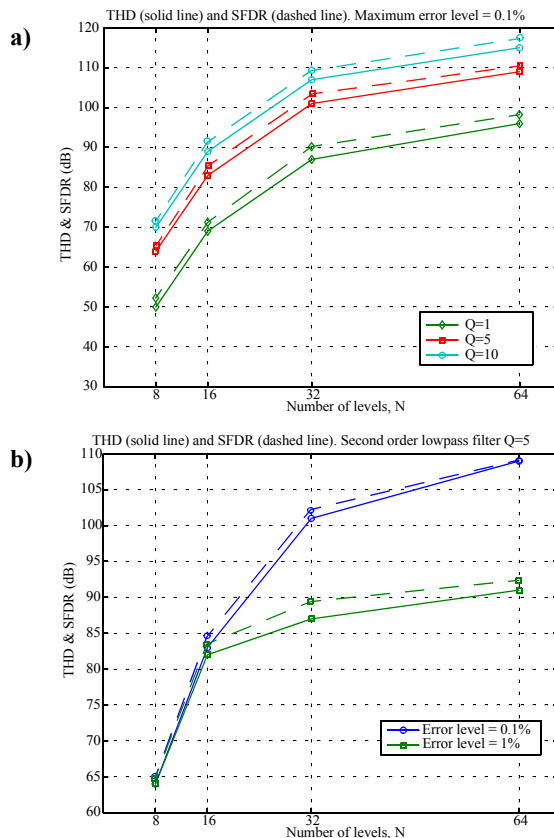 a)
THD (solid line) and SFDR (dashed line). Maximum error level = 0.1%
120
110
100
90
80
70
60
50
40
30
THD & SFDR (dB)
8 16 32 64
Number of levels, N
Q=1
Q=5
Q=10
b)
THD (solid line) and SFDR (dashed line). Second order lowpass filter Q=5
110
105
100
95
90
85
80
75
70
65
60
THD & SFDR (dB)
8 16 32 64
Number of levels, N
Error level = 0.1%
Error level = 1%